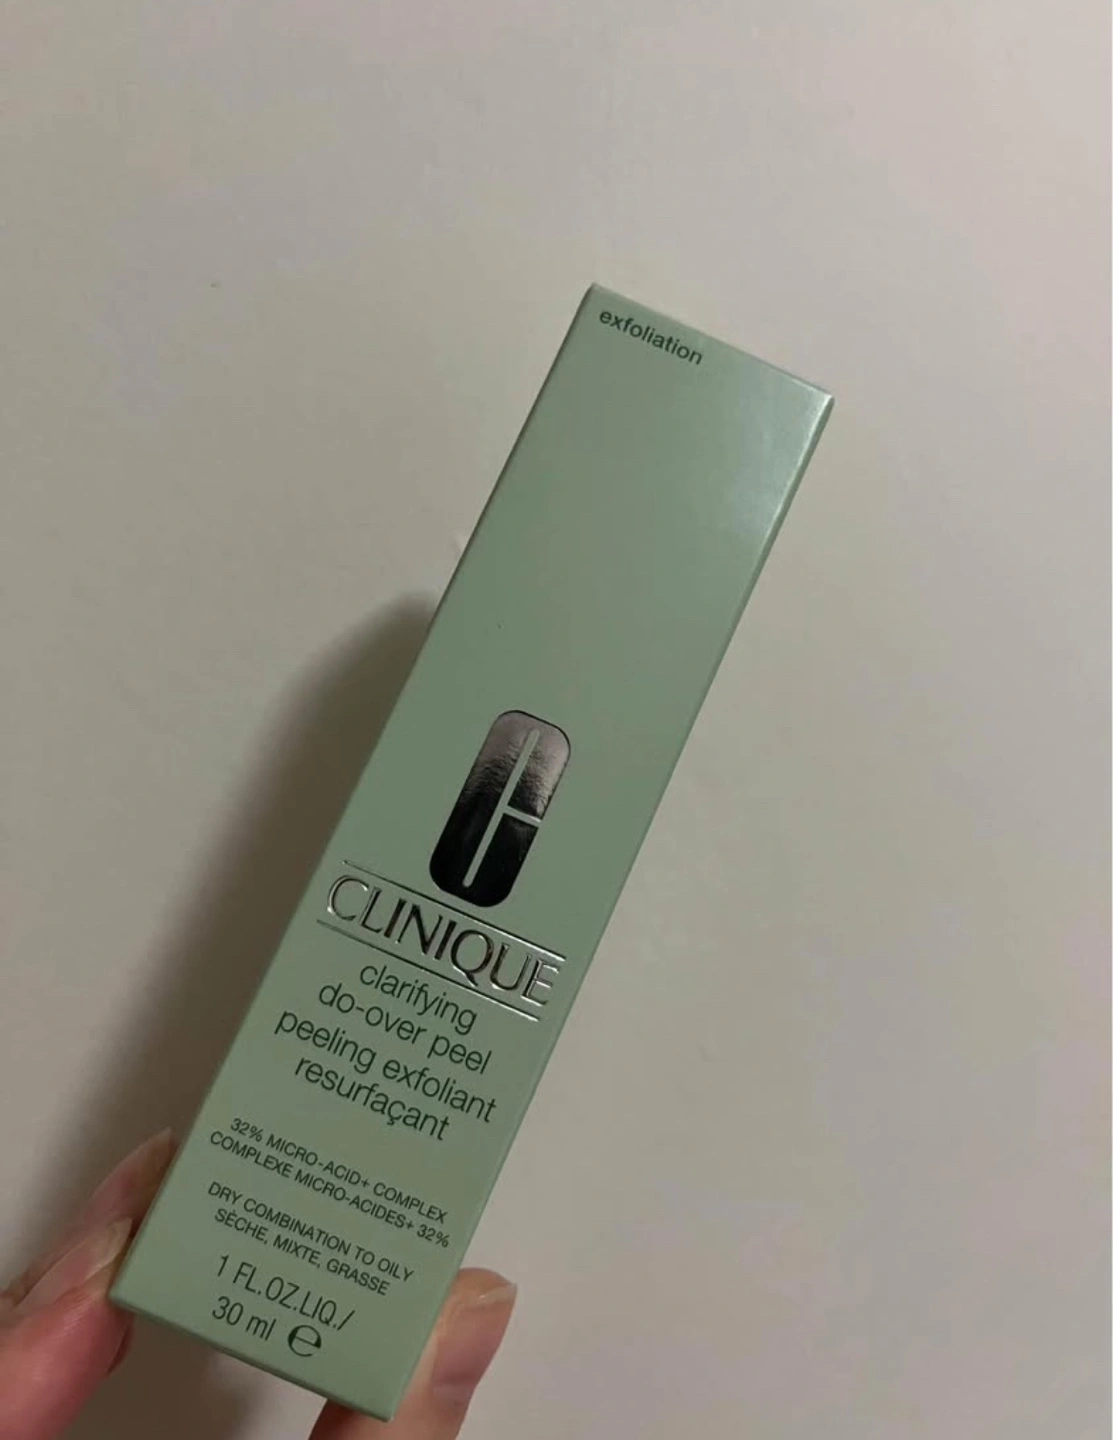 exfoliation
CLINIQUE
clarifying
do-over peel
peeling exfoliant
resurfaçant
32% MICRO-ACID+ COMPLEX
COMPLEXE MICRO-ACIDES+ 32%
DRY COMBINATION TO OILY
SÈCHE, MIXTE, GRASSE
1 FL.OZ.LIQ./
30 ml ℮